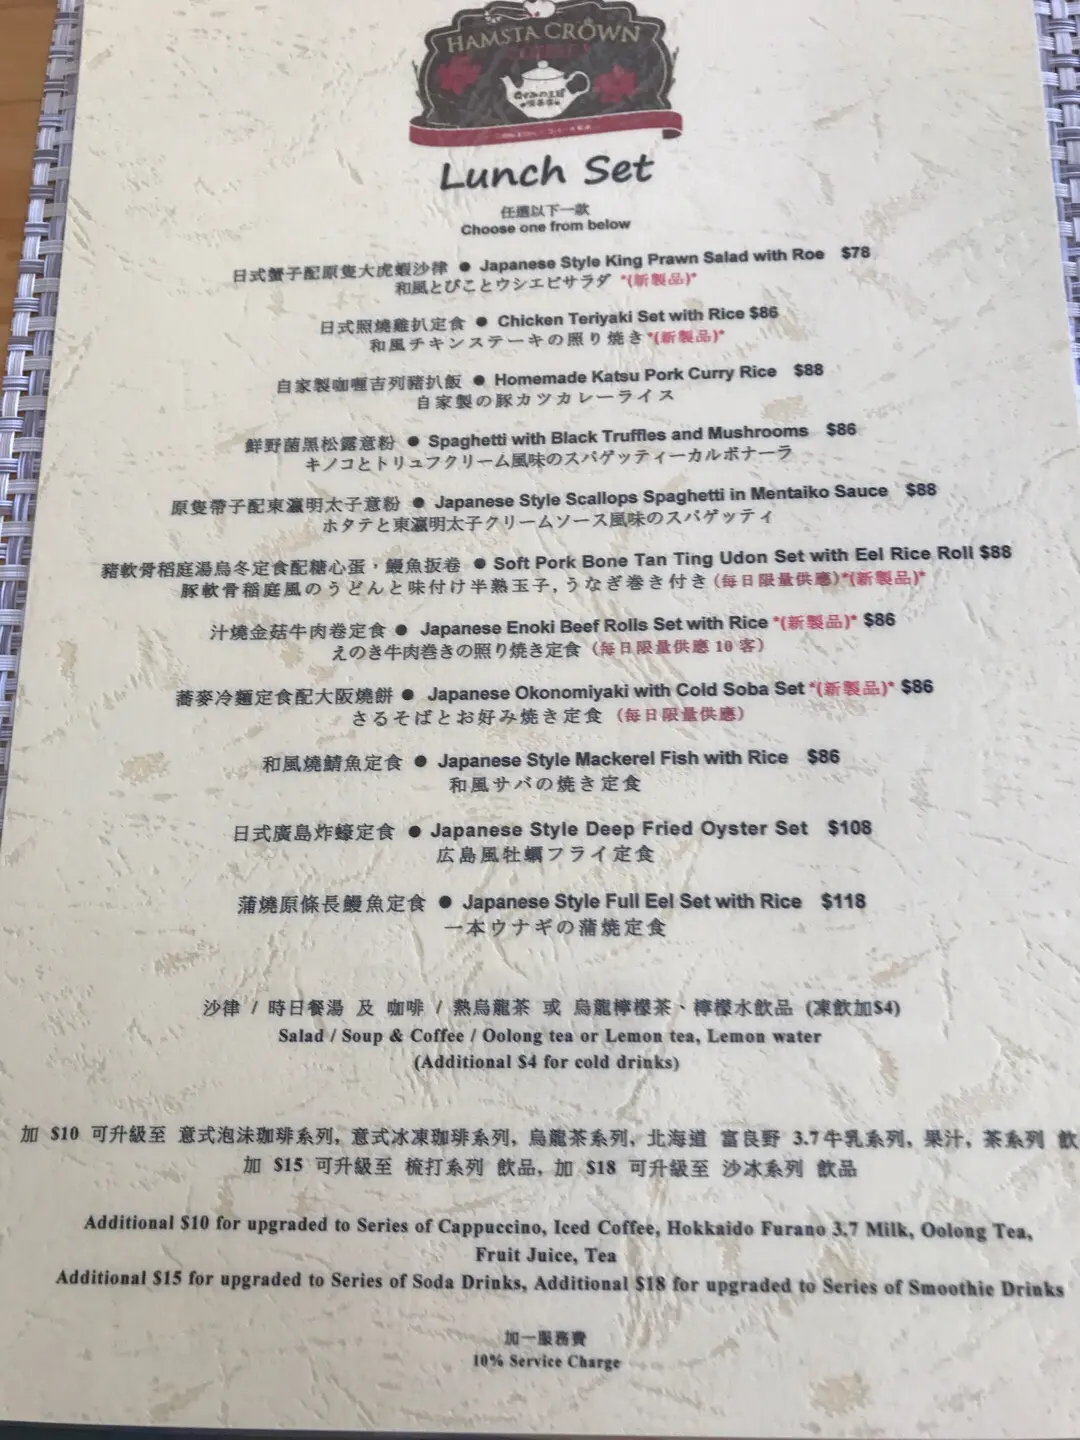 HAMSTA CROWN
Lunch Set
任選以下一款
Choose one from below
日式蟹子配原隻大虎蝦沙律 ● Japanese Style King Prawn Salad with Roe $78
和風とびことウシエビサラダ *(新製品)*
日式照燒雞扒定食 ● Chicken Teriyaki Set with Rice $86
和風チキンステーキの照り焼き*(新製品)*
自家製咖喱吉列豬扒飯 ● Homemade Katsu Pork Curry Rice $88
自家製の豚カツカレーライス
鮮野菌黑松露意粉 ● Spaghetti with Black Truffles and Mushrooms $86
キノコとトリュフクリーム風味のスパゲッティーカルボナーラ
原隻帶子配東瀛明太子意粉 ● Japanese Style Scallops Spaghetti in Mentaiko Sauce $88
ホタテと東瀛明太子クリームソース風味のスパゲッティ
豬軟骨稻庭湯烏冬定食配糖心蛋，鰻魚扳卷 ● Soft Pork Bone Tan Ting Udon Set with Eel Rice Roll $88
豚軟骨稲庭風のうどんと味付け半熟玉子, うなぎ巻き付き (每日限量供應)*(新製品)*
汁燒金菇牛肉卷定食 ● Japanese Enoki Beef Rolls Set with Rice *(新製品)* $86
えのき牛肉巻きの照り焼き定食 (每日限量供應 10 客)
蕎麥冷麵定食配大阪燒餅 ● Japanese Okonomiyaki with Cold Soba Set *(新製品)* $86
さるそばとお好み焼き定食 (每日限量供應)
和風燒鯖魚定食 ● Japanese Style Mackerel Fish with Rice $86
和風サバの焼き定食
日式廣島炸蠔定食 ● Japanese Style Deep Fried Oyster Set $108
広島風牡蠣フライ定食
蒲燒原條長鰻魚定食 ● Japanese Style Full Eel Set with Rice $118
一本ウナギの蒲焼定食
沙律 / 時日餐湯 及 咖啡 / 熱烏龍茶 或 烏龍檸檬茶、檸檬水飲品 (凍飲加$4)
Salad / Soup & Coffee / Oolong tea or Lemon tea, Lemon water
(Additional $4 for cold drinks)
加 $10 可升級至 意式泡沫珈琲系列, 意式冰凍珈琲系列, 烏龍茶系列, 北海道 富良野 3.7牛乳系列, 果汁, 茶系列 飲
加 $15 可升級至 梳打系列 飲品, 加 $18 可升級至 沙冰系列 飲品
Additional $10 for upgraded to Series of Cappuccino, Iced Coffee, Hokkaido Furano 3.7 Milk, Oolong Tea,
Fruit Juice, Tea
Additional $15 for upgraded to Series of Soda Drinks, Additional $18 for upgraded to Series of Smoothie Drinks
加一服務費
10% Service Charge